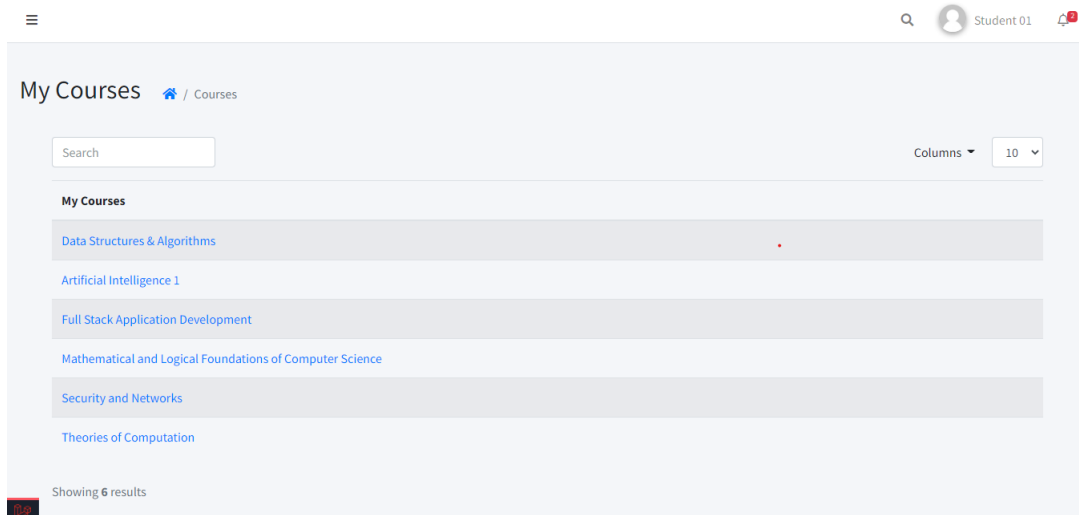 Student 01
2
My Courses / Courses
Search
Columns 10
My Courses
Data Structures & Algorithms
Artificial Intelligence 1
Full Stack Application Development
Mathematical and Logical Foundations of Computer Science
Security and Networks
Theories of Computation
Showing 6 results